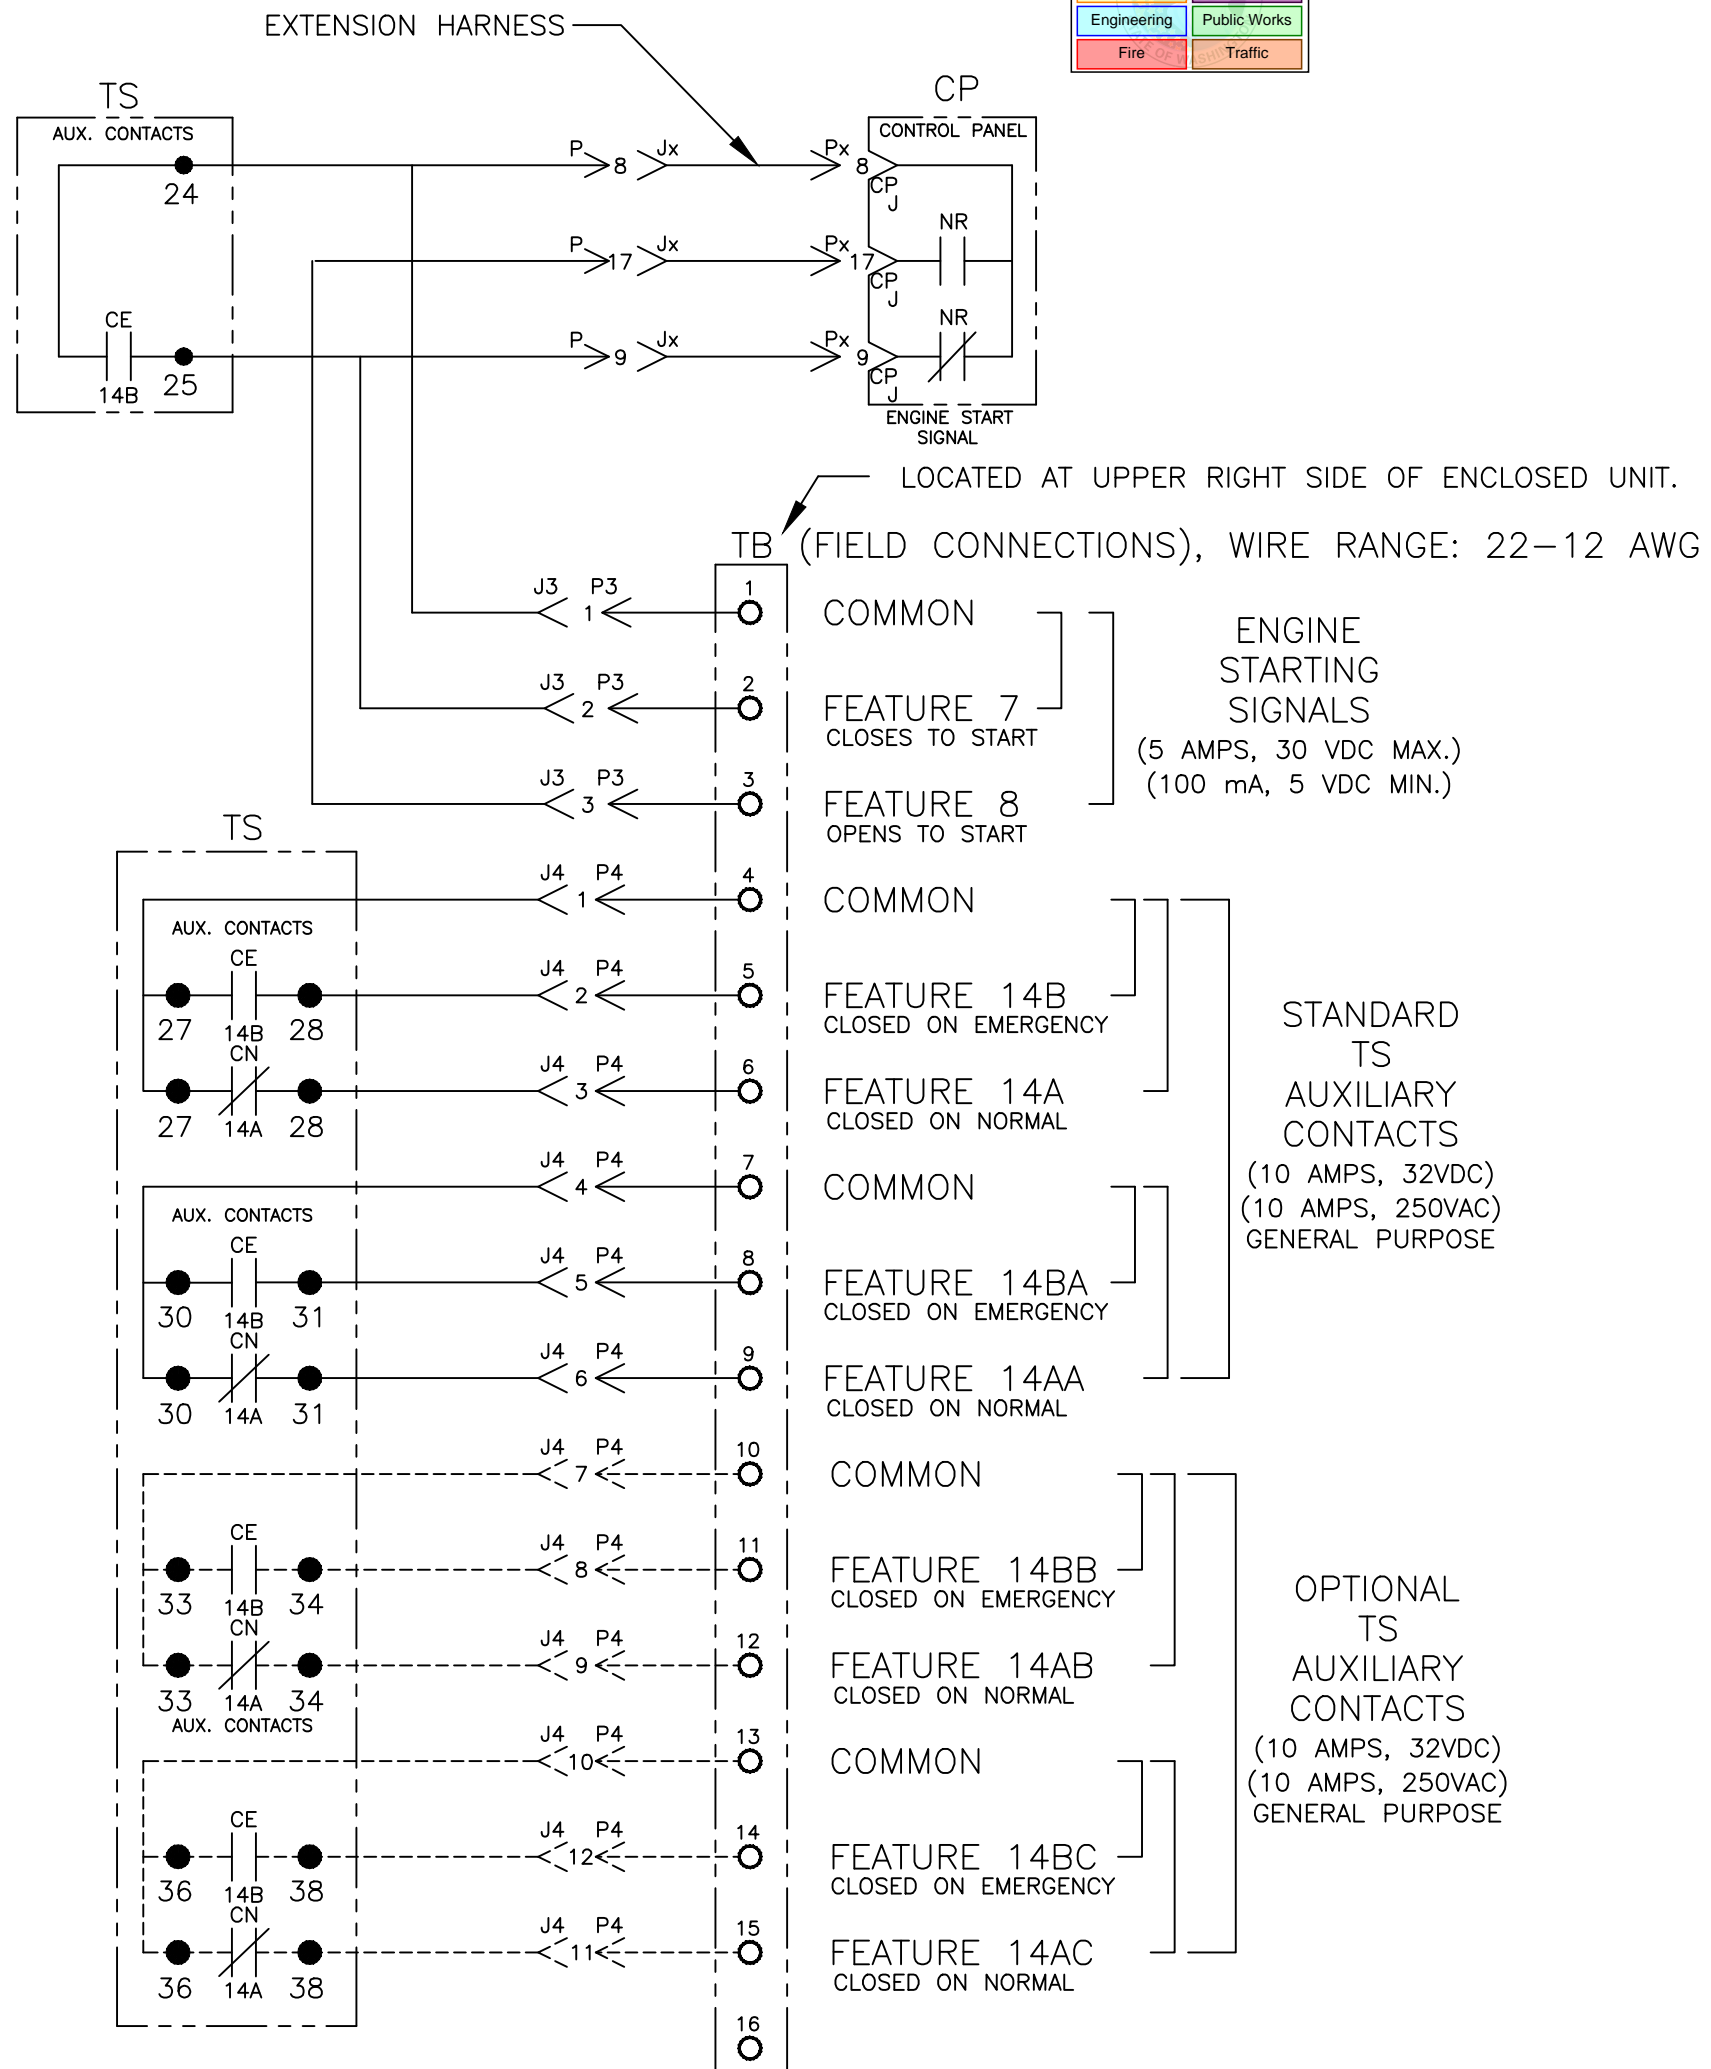 EXTENSION HARNESS
Engineering
Public Works
Fire
Traffic
TS
AUX. CONTACTS
24
CE
14B
25
P 8 Jx
Px 8 CP J
P 17 Jx
Px 17 CP J
P 9 Jx
Px 9 CP J
CP
CONTROL PANEL
NR
NR
ENGINE START
SIGNAL
LOCATED AT UPPER RIGHT SIDE OF ENCLOSED UNIT.
TB (FIELD CONNECTIONS), WIRE RANGE: 22-12 AWG
J3 1 P3 1 COMMON
J3 2 P3 2 FEATURE 7
CLOSES TO START
J3 3 P3 3 FEATURE 8
OPENS TO START
ENGINE
STARTING
SIGNALS
(5 AMPS, 30 VDC MAX.)
(100 mA, 5 VDC MIN.)
TS
J4 1 P4 4 COMMON
AUX. CONTACTS
CE
27 14B 28
J4 2 P4 5 FEATURE 14B
CLOSED ON EMERGENCY
CN
27 14A 28
J4 3 P4 6 FEATURE 14A
CLOSED ON NORMAL
J4 4 P4 7 COMMON
AUX. CONTACTS
CE
30 14B 31
J4 5 P4 8 FEATURE 14BA
CLOSED ON EMERGENCY
CN
30 14A 31
J4 6 P4 9 FEATURE 14AA
CLOSED ON NORMAL
STANDARD
TS
AUXILIARY
CONTACTS
(10 AMPS, 32VDC)
(10 AMPS, 250VAC)
GENERAL PURPOSE
J4 7 P4 10 COMMON
CE
33 14B 34
J4 8 P4 11 FEATURE 14BB
CLOSED ON EMERGENCY
CN
33 14A 34
J4 9 P4 12 FEATURE 14AB
CLOSED ON NORMAL
AUX. CONTACTS
J4 10 P4 13 COMMON
CE
36 14B 38
J4 12 P4 14 FEATURE 14BC
CLOSED ON EMERGENCY
CN
36 14A 38
J4 11 P4 15 FEATURE 14AC
CLOSED ON NORMAL
OPTIONAL
TS
AUXILIARY
CONTACTS
(10 AMPS, 32VDC)
(10 AMPS, 250VAC)
GENERAL PURPOSE
16